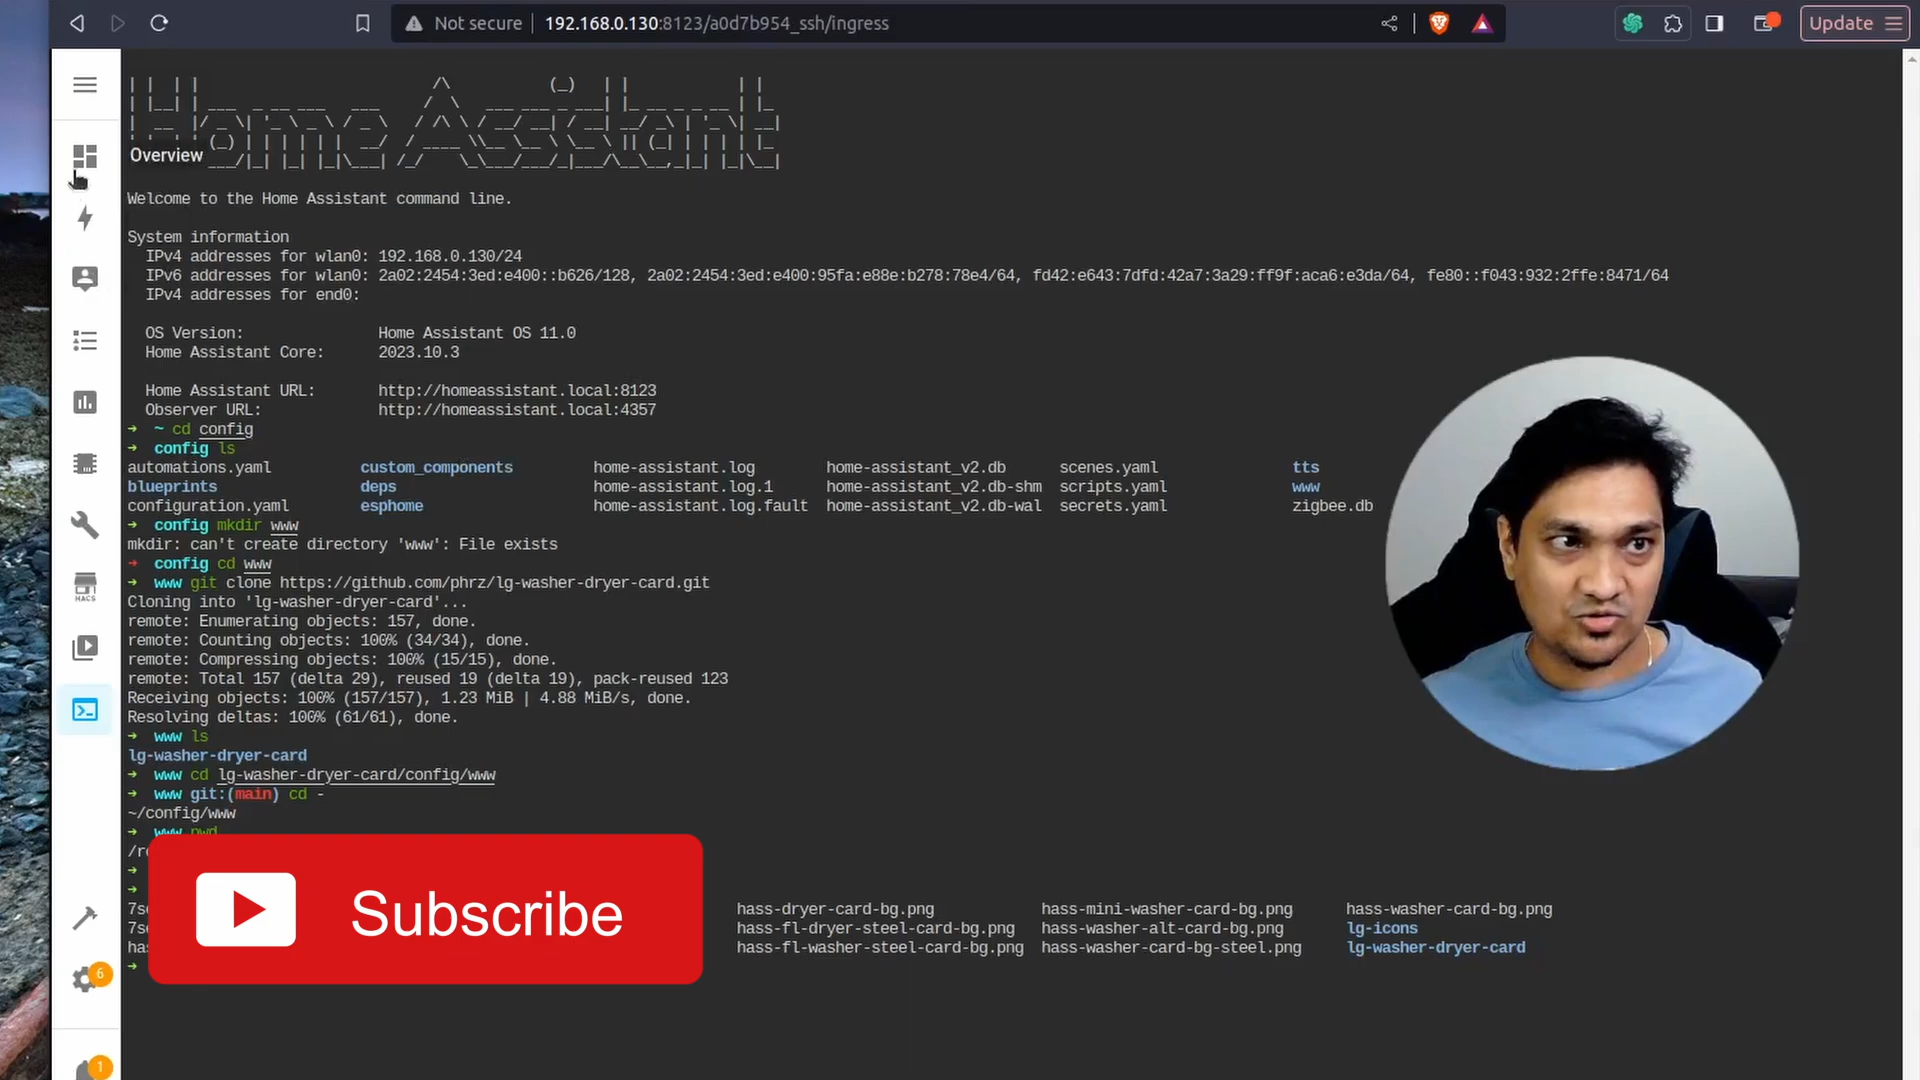 Not secure 192.168.0.130:8123/a0d7b954_ssh/ingress Update
Home Assistant
Overview
Welcome to the Home Assistant command line.
System information
IPv4 addresses for wlan0: 192.168.0.130/24
IPv6 addresses for wlan0: 2a02:2454:3ed:e400::b626/128, 2a02:2454:3ed:e400:95fa:e88e:b278:78e4/64, fd42:e643:7dfd:42a7:3a29:ff9f:aca6:e3da/64, fe80::f043:932:2ffe:8471/64
IPv4 addresses for end0:
OS Version: Home Assistant OS 11.0
Home Assistant Core: 2023.10.3
Home Assistant URL: http://homeassistant.local:8123
Observer URL: http://homeassistant.local:4357
➜ ~ cd config
➜ config ls
automations.yaml custom_components home-assistant.log home-assistant_v2.db scenes.yaml tts
blueprints deps home-assistant.log.1 home-assistant_v2.db-shm scripts.yaml www
configuration.yaml esphome home-assistant.log.fault home-assistant_v2.db-wal secrets.yaml zigbee.db
➜ config mkdir www
mkdir: can't create directory 'www': File exists
➜ config cd www
➜ www git clone https://github.com/phrz/lg-washer-dryer-card.git
Cloning into 'lg-washer-dryer-card'...
remote: Enumerating objects: 157, done.
remote: Counting objects: 100% (34/34), done.
remote: Compressing objects: 100% (15/15), done.
remote: Total 157 (delta 29), reused 19 (delta 19), pack-reused 123
Receiving objects: 100% (157/157), 1.23 MiB | 4.88 MiB/s, done.
Resolving deltas: 100% (61/61), done.
➜ www ls
lg-washer-dryer-card
➜ www cd lg-washer-dryer-card/config/www
➜ www git:(main) cd -
~/config/www
➜ www pwd
hass-dryer-card-bg.png hass-mini-washer-card-bg.png hass-washer-card-bg.png
hass-fl-dryer-steel-card-bg.png hass-washer-alt-card-bg.png lg-icons
hass-fl-washer-steel-card-bg.png hass-washer-card-bg-steel.png lg-washer-dryer-card
Subscribe
HACS
6
1